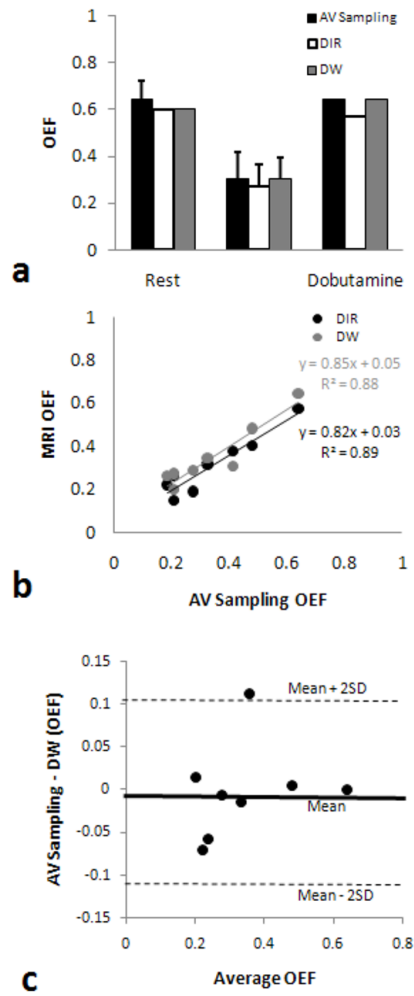 AV Sampling
DIR
DW
1
0.8
0.6
0.4
0.2
0
OEF
Rest
Dobutamine
a
DIR
DW
y = 0.85x + 0.05
R² = 0.88
y = 0.82x + 0.03
R² = 0.89
1
0.8
0.6
0.4
0.2
0
MRI OEF
0 0.2 0.4 0.6 0.8 1
AV Sampling OEF
b
0.15
0.1
0.05
0
-0.05
-0.1
-0.15
AV Sampling - DW (OEF)
Mean + 2SD
Mean
Mean - 2SD
0 0.2 0.4 0.6 0.8
Average OEF
c